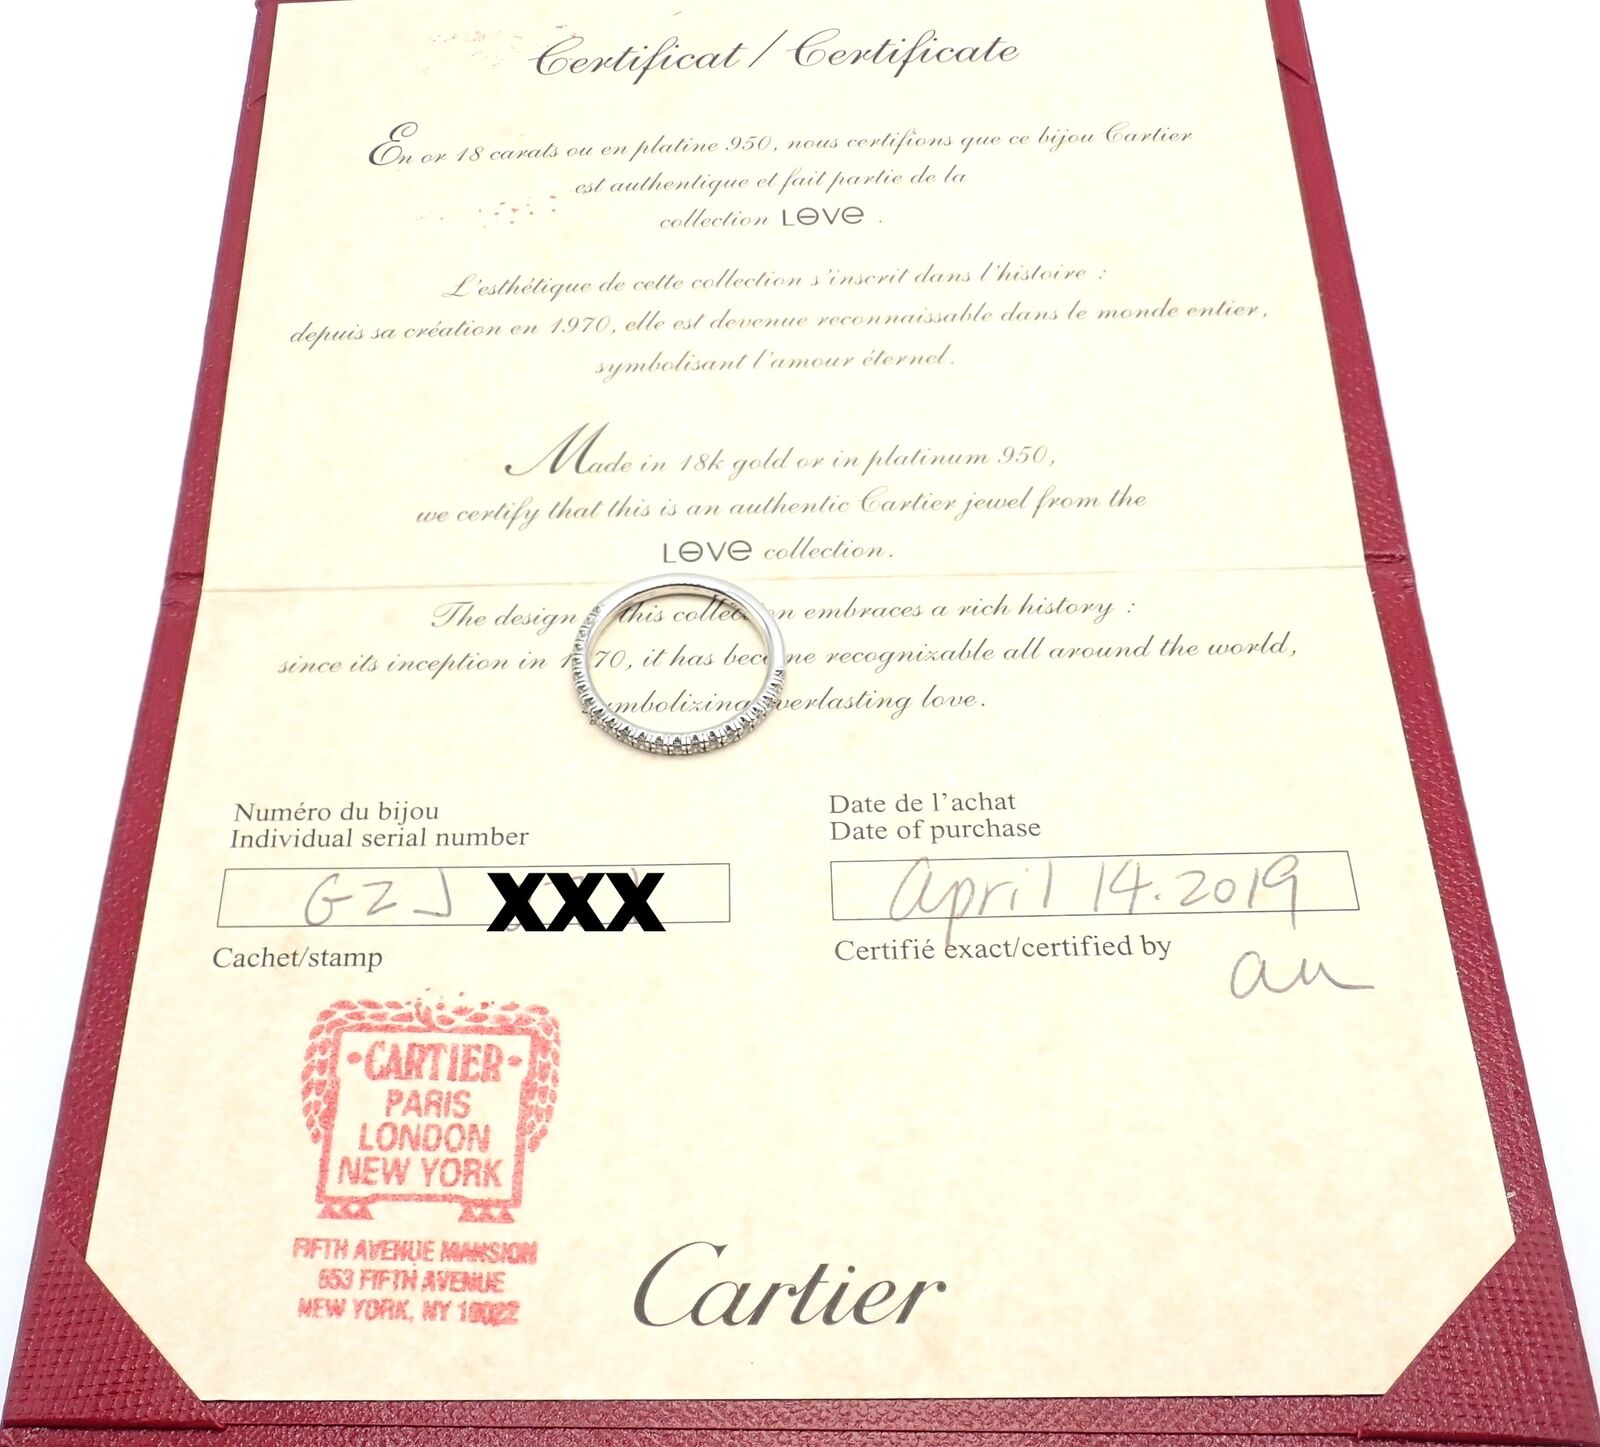 Certificat / Certificate
En or 18 carats ou en platine 950, nous certifions que ce bijou Cartier
est authentique et fait partie de la
collection LOVE .
L'esthétique de cette collection s'inscrit dans l'histoire :
depuis sa création en 1970, elle est devenue reconnaissable dans le monde entier,
symbolisant l'amour éternel.
Made in 18k gold or in platinum 950,
we certify that this is an authentic Cartier jewel from the
LOVE collection.
The design this collection embraces a rich history :
since its inception in 1970, it has become recognizable all around the world,
symbolizing everlasting love.
Numéro du bijou
Individual serial number
GZJ XXX
Cachet/stamp
Date de l'achat
Date of purchase
April 14.2019
Certifié exact/certified by
CARTIER
PARIS
LONDON
NEW YORK
FIFTH AVENUE MANSION
653 FIFTH AVENUE
NEW YORK, NY 10022
Cartier